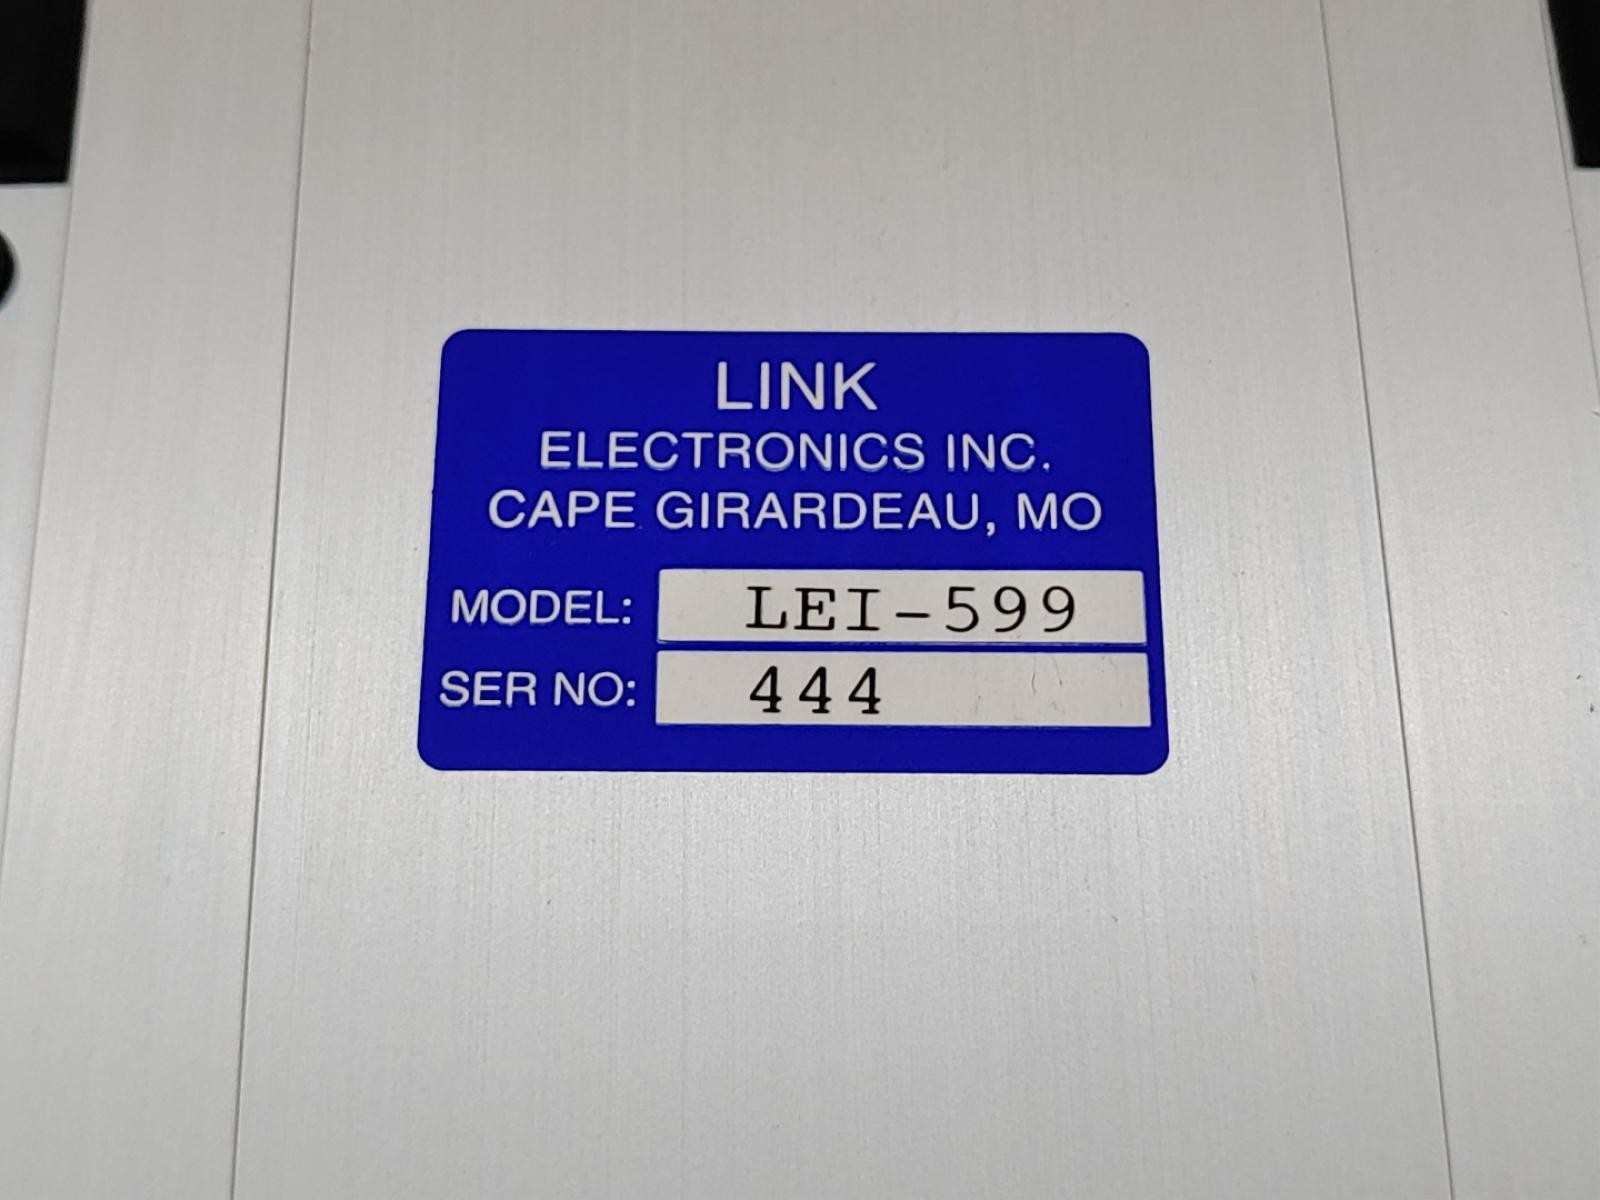 LINK
ELECTRONICS INC.
CAPE GIRARDEAU, MO
MODEL: LEI-599
SER NO: 444